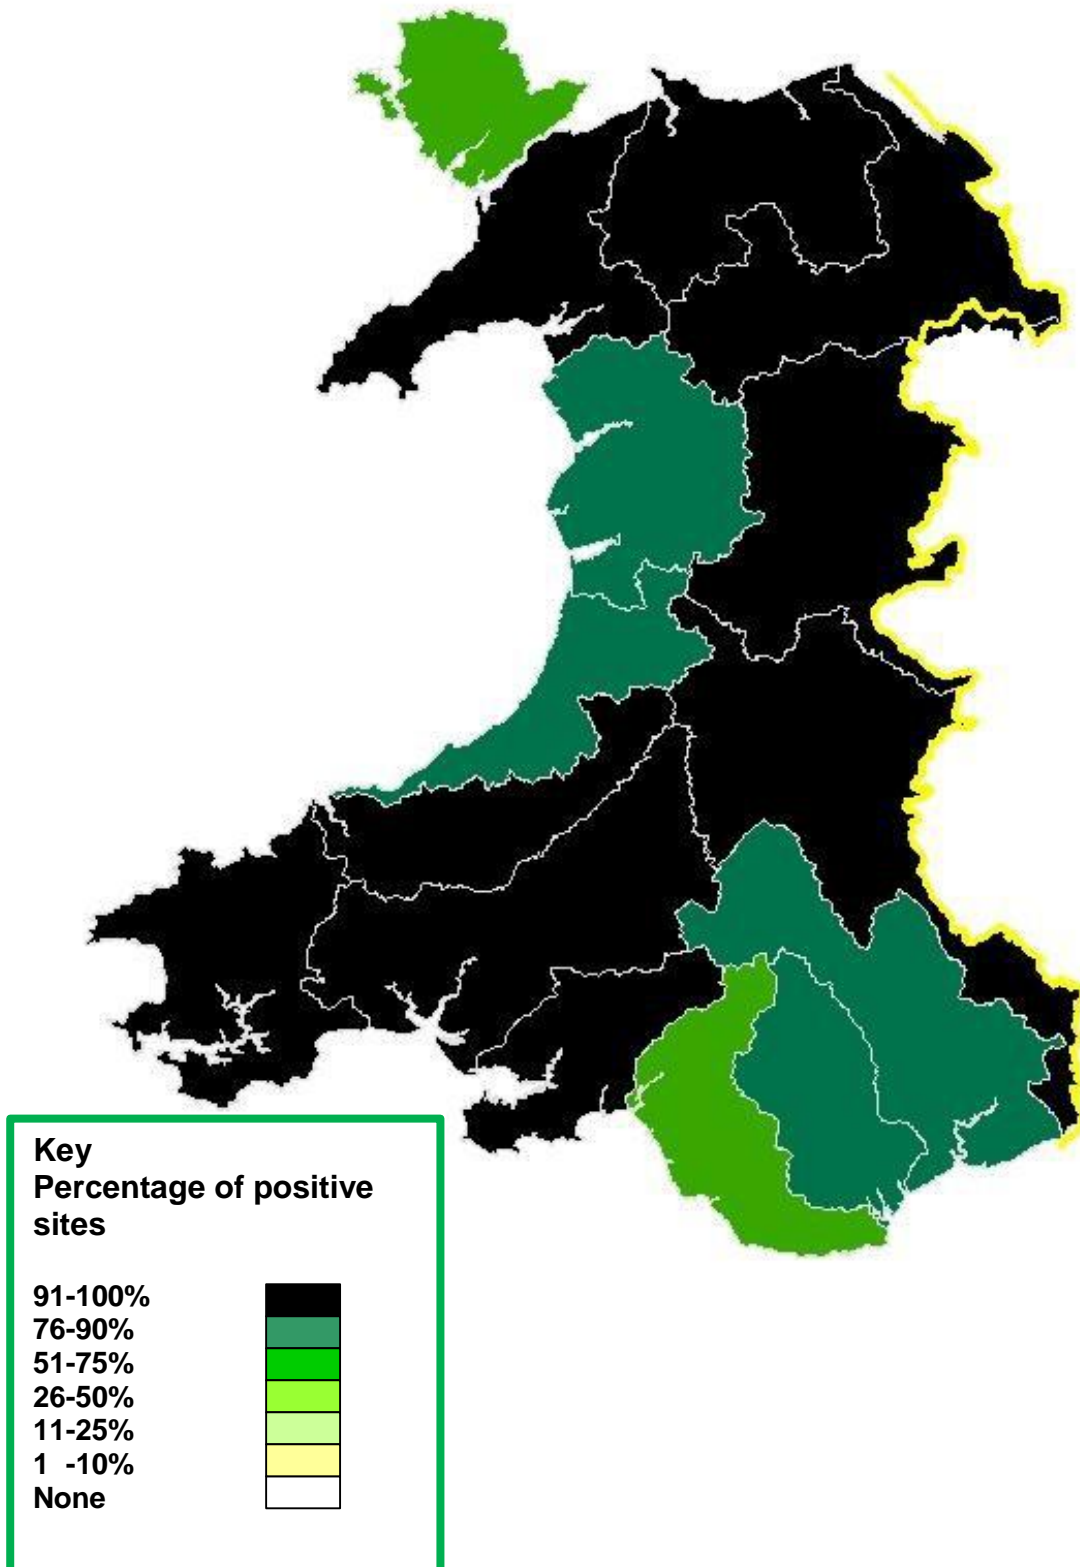 Key
Percentage of positive
sites
91-100%
76-90%
51-75%
26-50%
11-25%
1 -10%
None